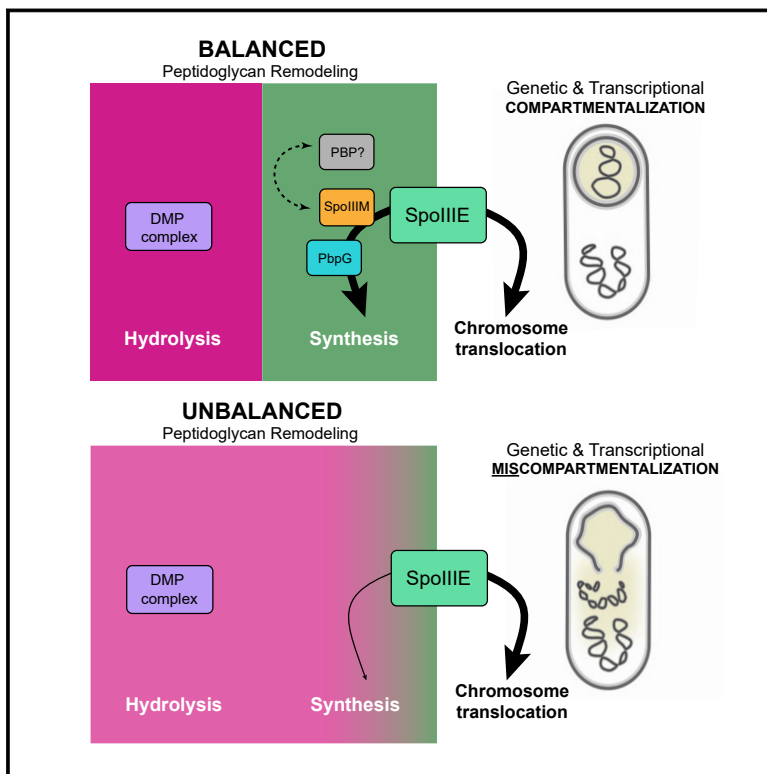 BALANCED
Peptidoglycan Remodeling
Genetic & Transcriptional
COMPARTMENTALIZATION
PBP?
DMP
complex
SpoIIIM
SpoIIIE
PbpG
Hydrolysis
Synthesis
Chromosome
translocation
UNBALANCED
Peptidoglycan Remodeling
Genetic & Transcriptional
MISCOMPARTMENTALIZATION
DMP
complex
SpoIIIE
Hydrolysis
Synthesis
Chromosome
translocation